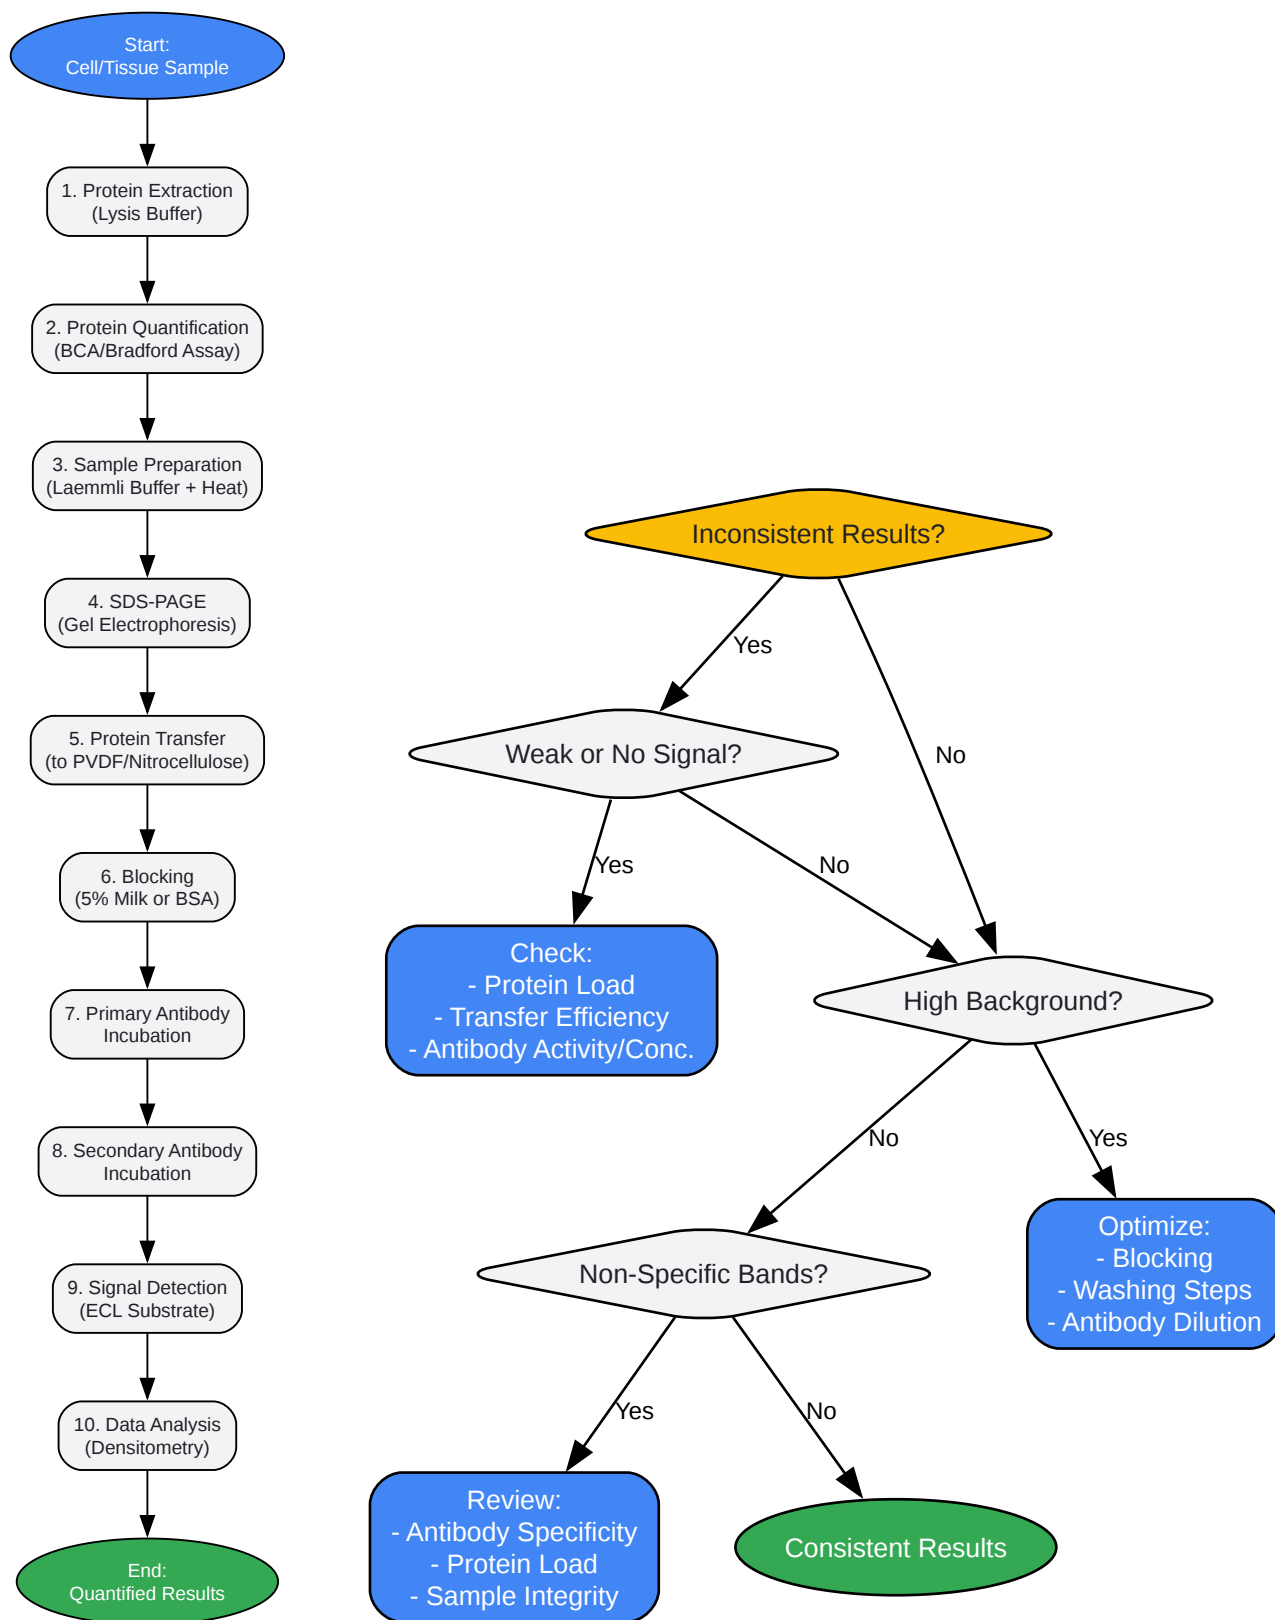 Start:
Cell/Tissue Sample
1. Protein Extraction
(Lysis Buffer)
2. Protein Quantification
(BCA/Bradford Assay)
3. Sample Preparation
(Laemmli Buffer + Heat)
4. SDS-PAGE
(Gel Electrophoresis)
5. Protein Transfer
(to PVDF/Nitrocellulose)
6. Blocking
(5% Milk or BSA)
7. Primary Antibody
Incubation
8. Secondary Antibody
Incubation
9. Signal Detection
(ECL Substrate)
10. Data Analysis
(Densitometry)
End:
Quantified Results
Inconsistent Results?
Yes
No
Weak or No Signal?
Yes
No
Check:
- Protein Load
- Transfer Efficiency
- Antibody Activity/Conc.
High Background?
No
Yes
Optimize:
- Blocking
- Washing Steps
- Antibody Dilution
Non-Specific Bands?
Yes
No
Review:
- Antibody Specificity
- Protein Load
- Sample Integrity
Consistent Results